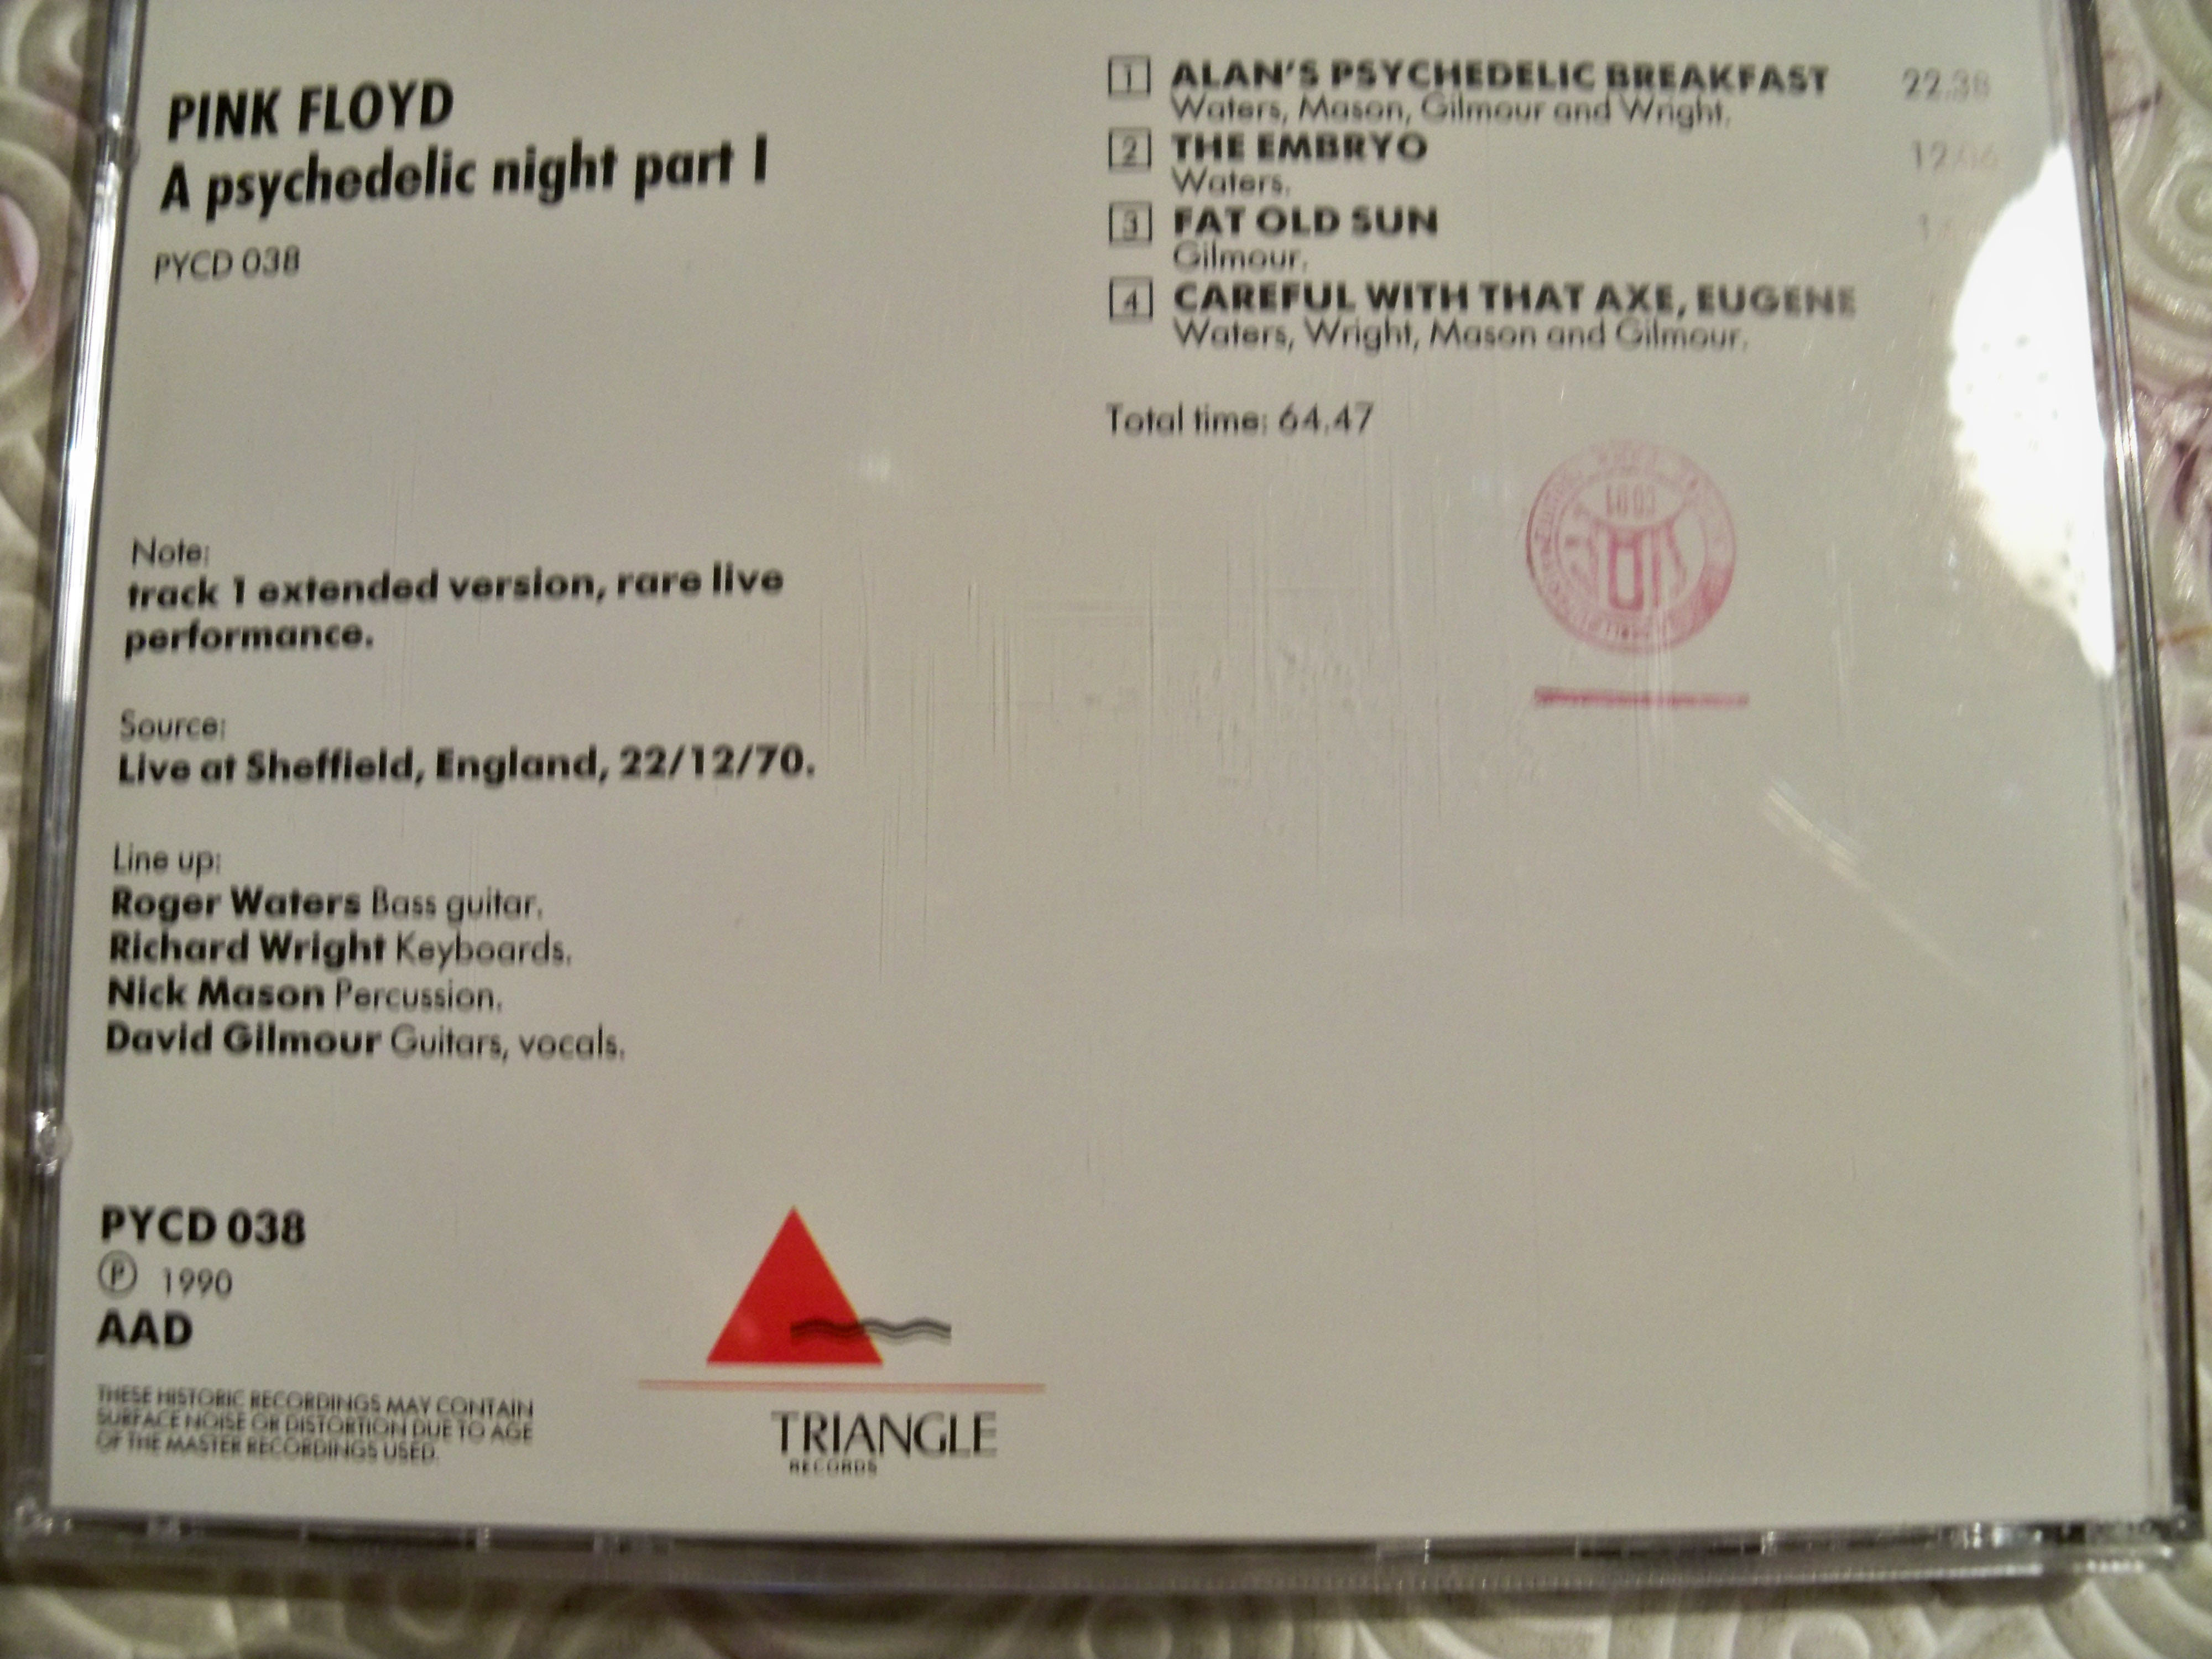 PINK FLOYD
A psychedelic night part I
PYCD 038
1 ALAN'S PSYCHEDELIC BREAKFAST 22.38
Waters, Mason, Gilmour and Wright.
2 THE EMBRYO
Waters.
3 FAT OLD SUN
Gilmour.
4 CAREFUL WITH THAT AXE, EUGENE
Waters, Wright, Mason and Gilmour.
Total time: 64.47
Note:
track 1 extended version, rare live
performance.
Source:
Live at Sheffield, England, 22/12/70.
Line up:
Roger Waters Bass guitar.
Richard Wright Keyboards.
Nick Mason Percussion.
David Gilmour Guitars, vocals.
PYCD 038
Ⓟ 1990
AAD
THESE HISTORIC RECORDINGS MAY CONTAIN
SURFACE NOISE OR DISTORTION DUE TO AGE
OF THE MASTER RECORDINGS USED.
TRIANGLE
RECORDS